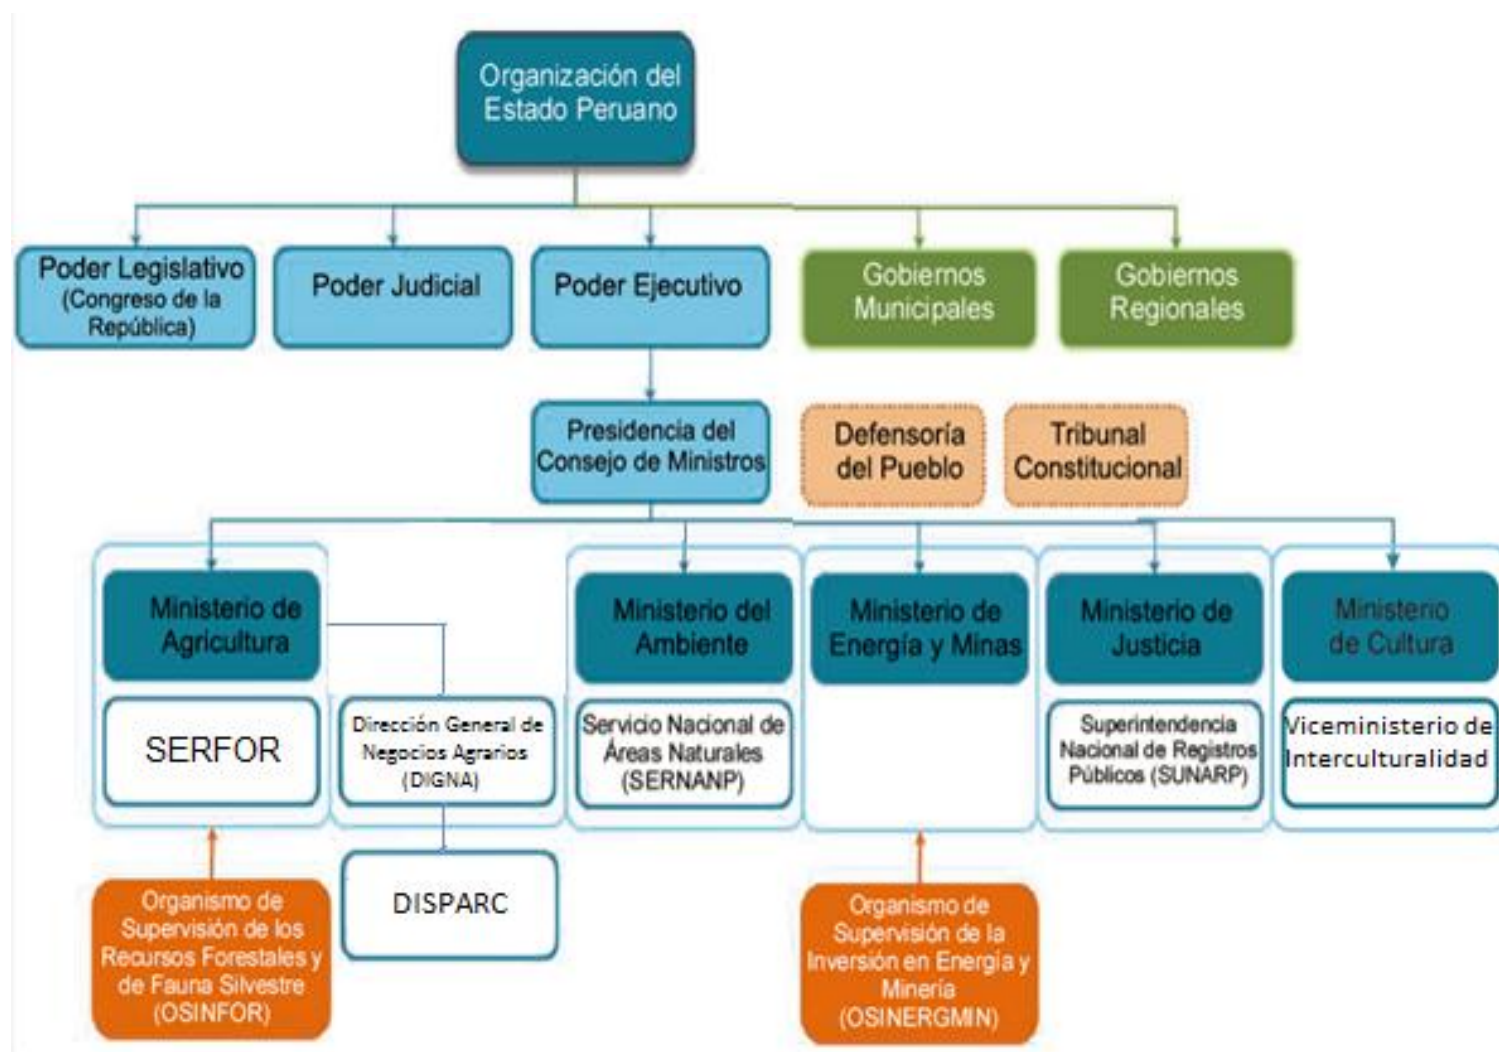 Organización del
Estado Peruano
Poder Legislativo
(Congreso de la
República)
Poder Judicial
Poder Ejecutivo
Gobiernos
Municipales
Gobiernos
Regionales
Presidencia del
Consejo de Ministros
Defensoría
del Pueblo
Tribunal
Constitucional
Ministerio de
Agricultura
Ministerio del
Ambiente
Ministerio de
Energía y Minas
Ministerio de
Justicia
Ministerio
de Cultura
SERFOR
Dirección General de
Negocios Agrarios
(DIGNA)
Servicio Nacional de
Áreas Naturales
(SERNANP)
Superintendencia
Nacional de Registros
Públicos (SUNARP)
Viceministerio de
Interculturalidad
Organismo de
Supervisión de los
Recursos Forestales y
de Fauna Silvestre
(OSINFOR)
DISPARC
Organismo de
Supervisión de la
Inversión en Energía y
Minería
(OSINERGMIN)